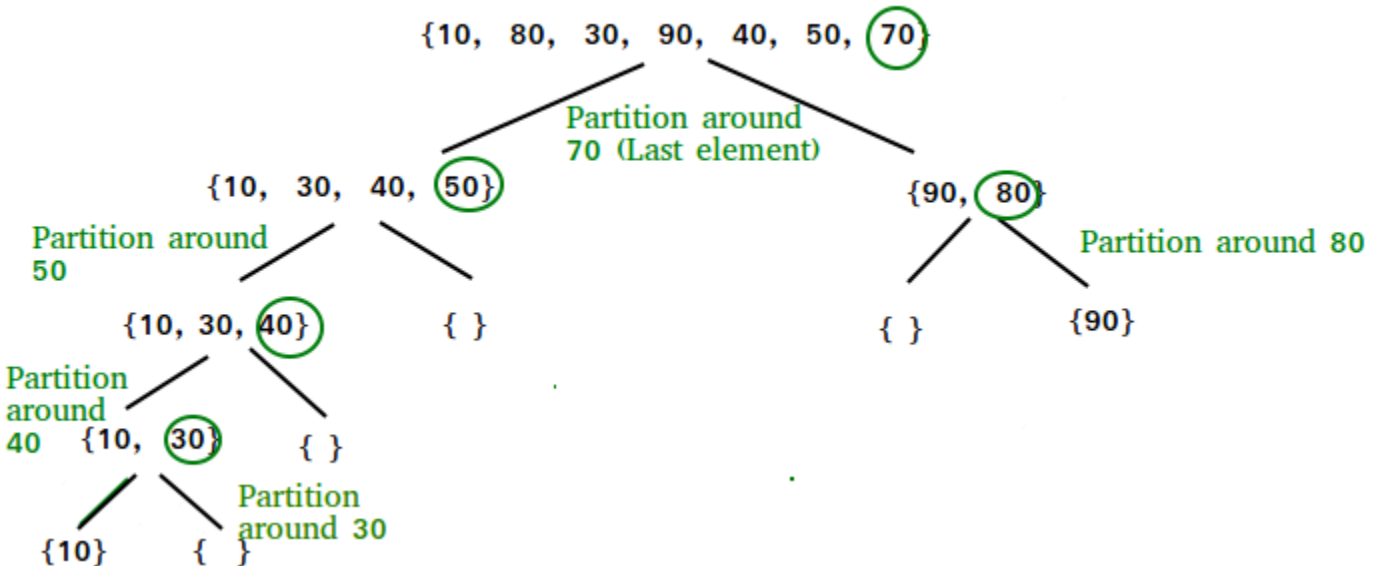 {10, 80, 30, 90, 40, 50, 70}
Partition around
70 (Last element)
{10, 30, 40, 50}
{90, 80}
Partition around
50
Partition around 80
{10, 30, 40}
{ }
{ }
{90}
Partition
around
40
{10, 30}
{ }
Partition
around 30
{10}
{ }